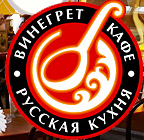 ВИНЕГРЕТ КАФЕ
РУССКАЯ КУХНЯ